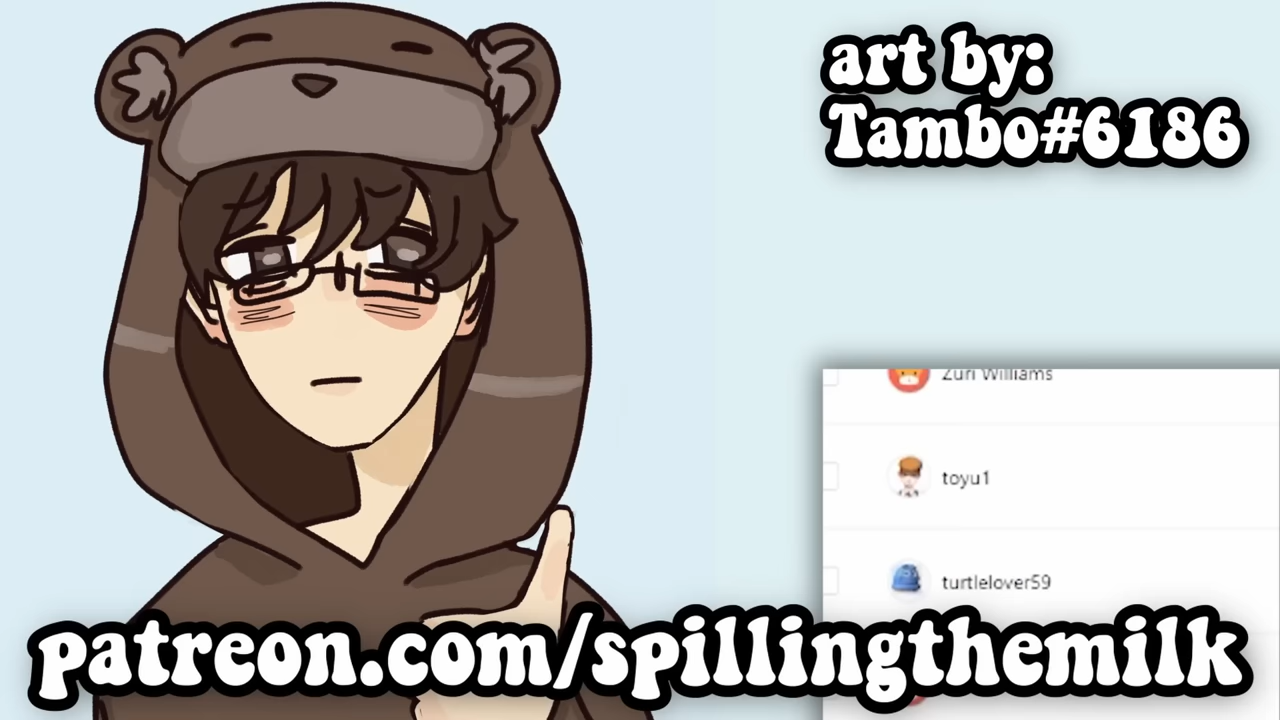 art by:
Tambo#6186
Zuri Williams
toyu1
turtlelover59
patreon.com/spillingthemilk